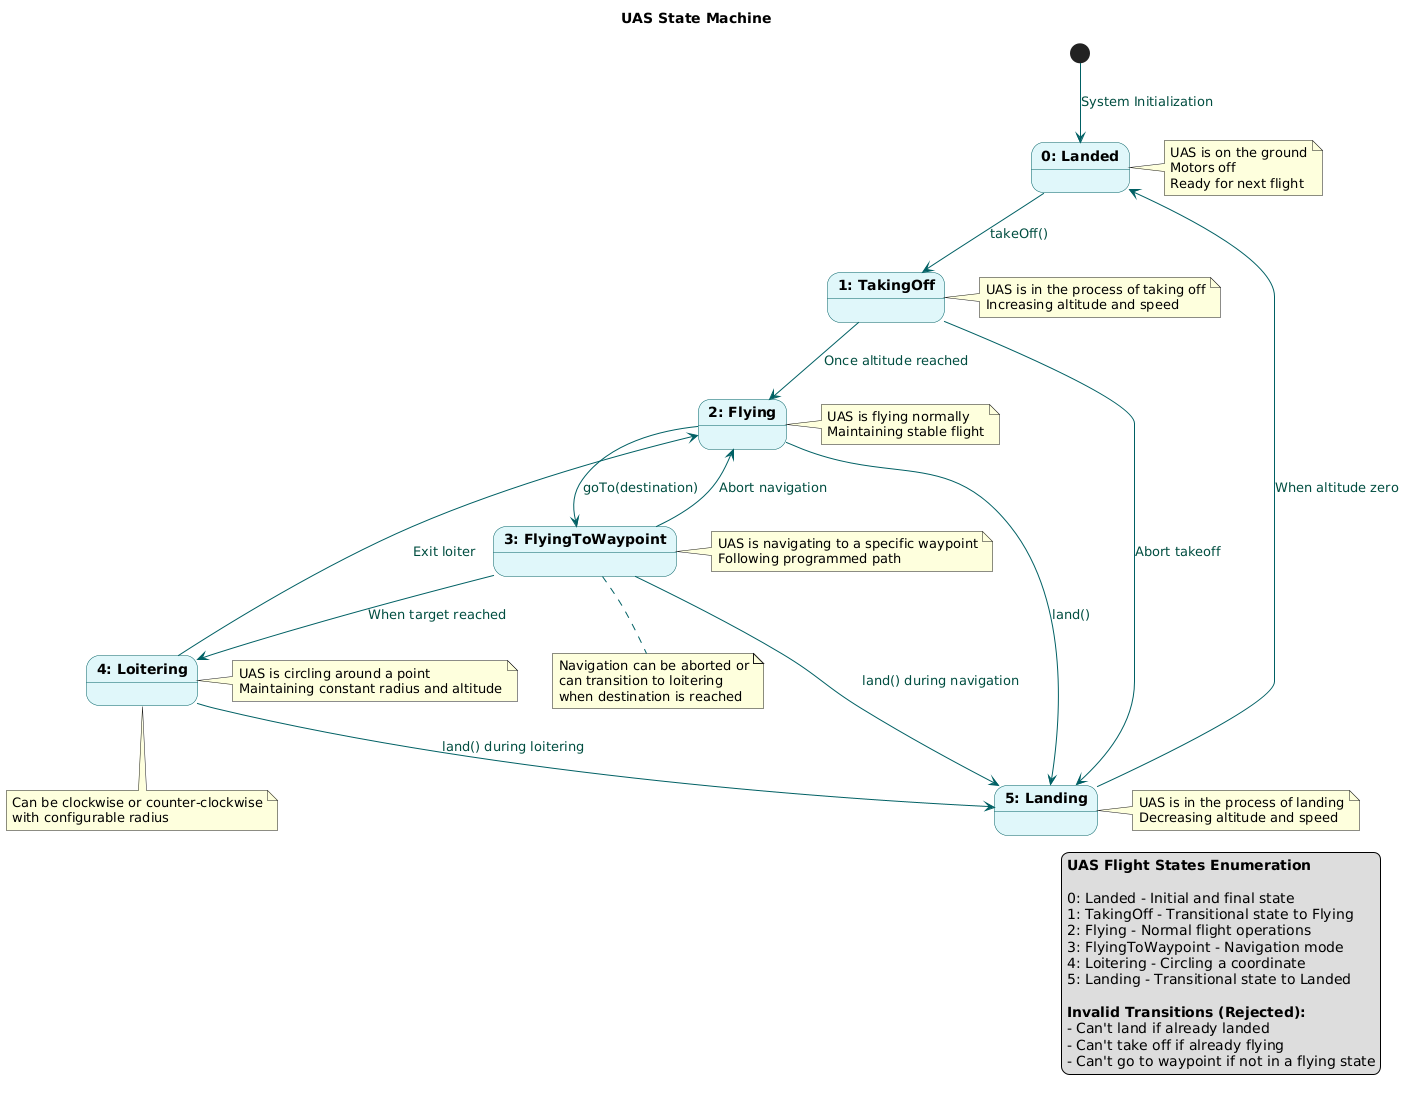 UAS State Machine
System Initialization
0: Landed
UAS is on the ground
Motors off
Ready for next flight
takeOff()
1: TakingOff
UAS is in the process of taking off
Increasing altitude and speed
Once altitude reached
2: Flying
UAS is flying normally
Maintaining stable flight
goTo(destination)
Abort navigation
When altitude zero
3: FlyingToWaypoint
UAS is navigating to a specific waypoint
Following programmed path
Exit loiter
Abort takeoff
When target reached
land()
4: Loitering
UAS is circling around a point
Maintaining constant radius and altitude
Navigation can be aborted or
can transition to loitering
when destination is reached
land() during navigation
land() during loitering
Can be clockwise or counter-clockwise
with configurable radius
5: Landing
UAS is in the process of landing
Decreasing altitude and speed
UAS Flight States Enumeration
0: Landed - Initial and final state
1: TakingOff - Transitional state to Flying
2: Flying - Normal flight operations
3: FlyingToWaypoint - Navigation mode
4: Loitering - Circling a coordinate
5: Landing - Transitional state to Landed
Invalid Transitions (Rejected):
- Can't land if already landed
- Can't take off if already flying
- Can't go to waypoint if not in a flying state